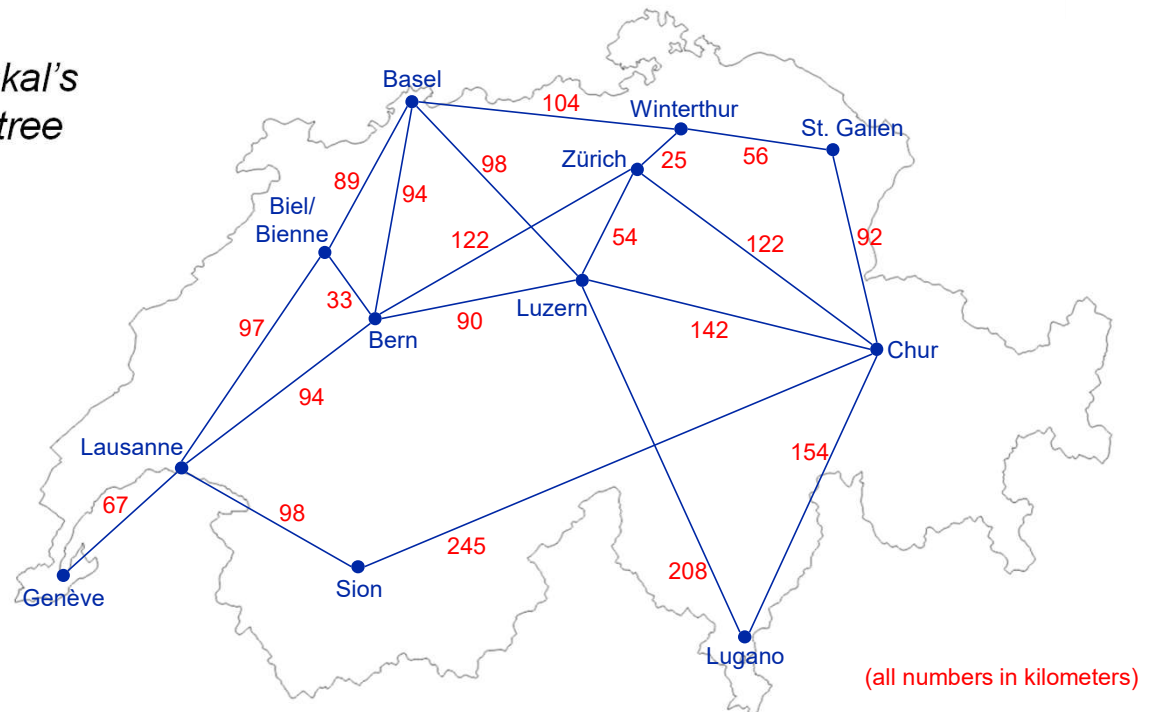 kal's
tree
Basel
104
Winterthur
St. Gallen
Zürich
25
56
98
89
94
Biel/
Bienne
122
54
122
92
33
Luzern
97
90
Bern
142
Chur
94
Lausanne
154
67
98
245
Sion
208
Genève
Lugano
(all numbers in kilometers)